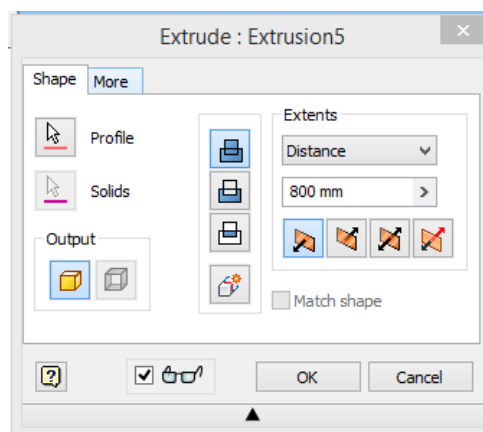 Extrude : Extrusion5
Shape
More
Profile
Solids
Output
Extents
Distance
800 mm
Match shape
OK
Cancel